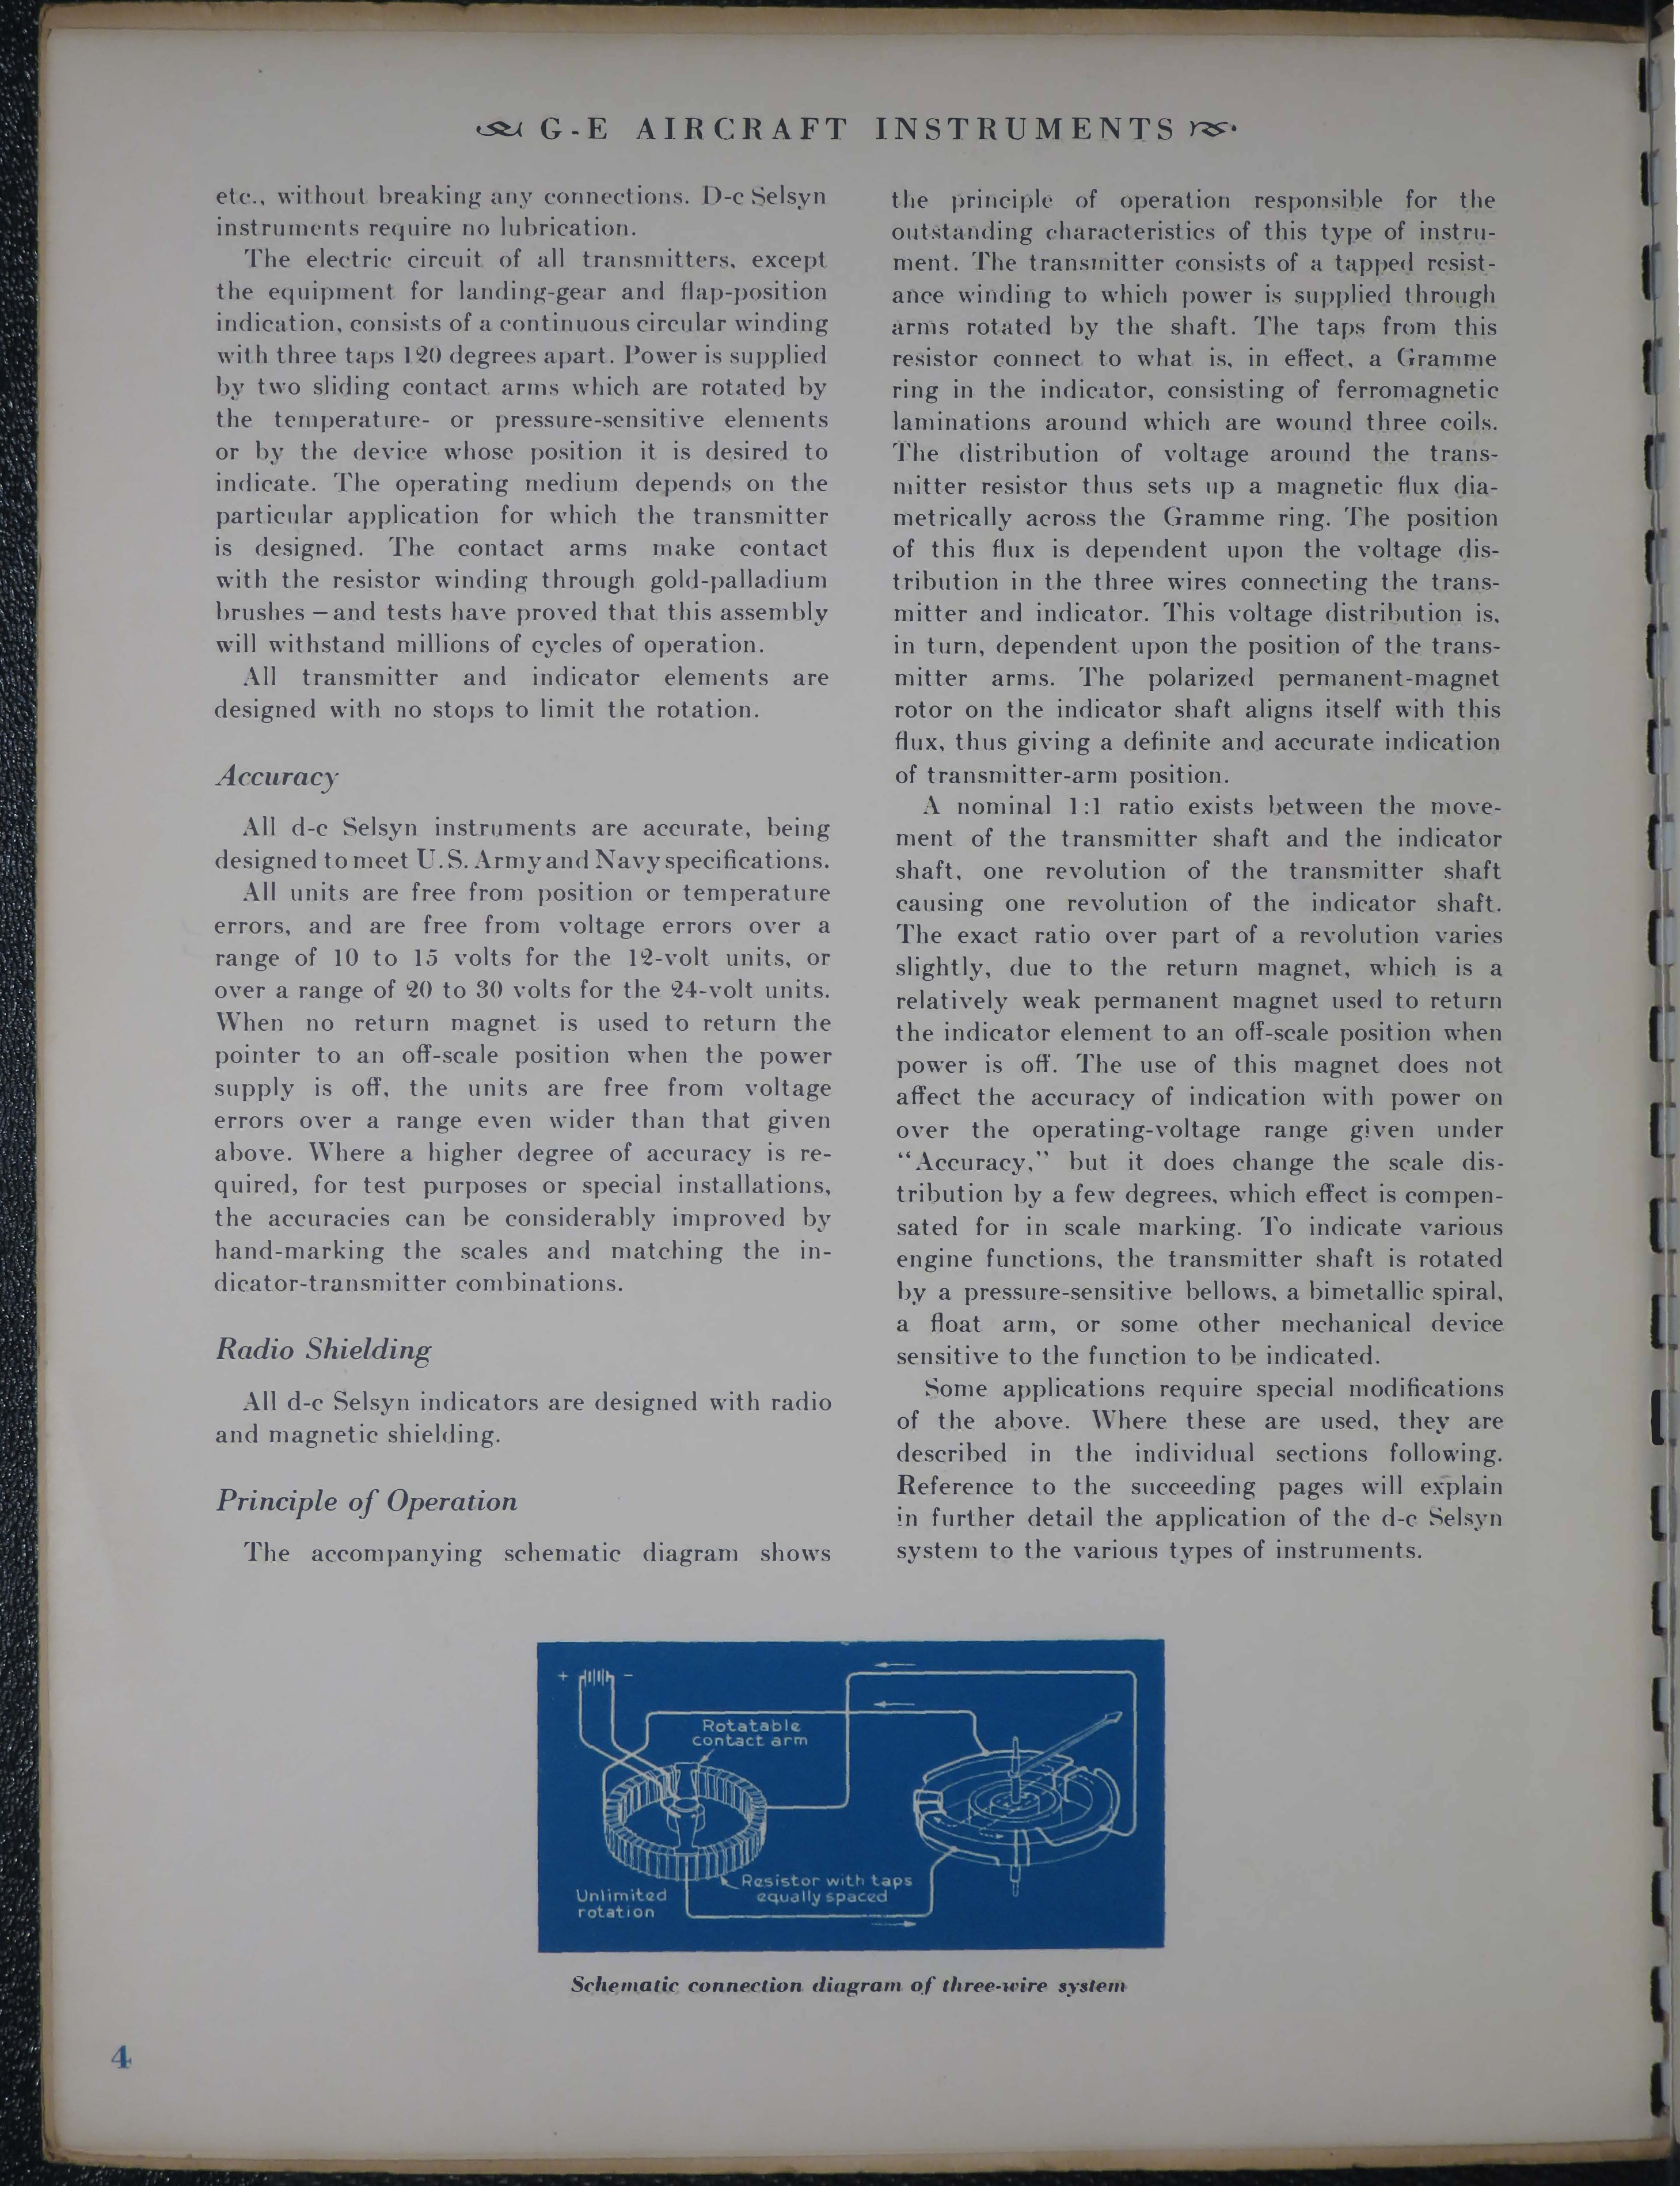 G-E AIRCRAFT INSTRUMENTS
etc., without breaking any connections. D-c Selsyn
instruments require no lubrication.
The electric circuit of all transmitters, except
the equipment for landing-gear and flap-position
indication, consists of a continuous circular winding
with three taps 120 degrees apart. Power is supplied
by two sliding contact arms which are rotated by
the temperature- or pressure-sensitive elements
or by the device whose position it is desired to
indicate. The operating medium depends on the
particular application for which the transmitter
is designed. The contact arms make contact
with the resistor winding through gold-palladium
brushes – and tests have proved that this assembly
will withstand millions of cycles of operation.
All transmitter and indicator elements are
designed with no stops to limit the rotation.
Accuracy
All d-c Selsyn instruments are accurate, being
designed to meet U.S. Army and Navy specifications.
All units are free from position or temperature
errors, and are free from voltage errors over a
range of 10 to 15 volts for the 12-volt units, or
over a range of 20 to 30 volts for the 24-volt units.
When no return magnet is used to return the
pointer to an off-scale position when the power
supply is off, the units are free from voltage
errors over a range even wider than that given
above. Where a higher degree of accuracy is re-
quired, for test purposes or special installations,
the accuracies can be considerably improved by
hand-marking the scales and matching the in-
dicator-transmitter combinations.
Radio Shielding
All d-c Selsyn indicators are designed with radio
and magnetic shielding.
Principle of Operation
The accompanying schematic diagram shows
the principle of operation responsible for the
outstanding characteristics of this type of instru-
ment. The transmitter consists of a tapped resist-
ance winding to which power is supplied through
arms rotated by the shaft. The taps from this
resistor connect to what is, in effect, a Gramme
ring in the indicator, consisting of ferromagnetic
laminations around which are wound three coils.
The distribution of voltage around the trans-
mitter resistor thus sets up a magnetic flux dia-
metrically across the Gramme ring. The position
of this flux is dependent upon the voltage dis-
tribution in the three wires connecting the trans-
mitter and indicator. This voltage distribution is,
in turn, dependent upon the position of the trans-
mitter arms. The polarized permanent-magnet
rotor on the indicator shaft aligns itself with this
flux, thus giving a definite and accurate indication
of transmitter-arm position.
A nominal 1:1 ratio exists between the move-
ment of the transmitter shaft and the indicator
shaft, one revolution of the transmitter shaft
causing one revolution of the indicator shaft.
The exact ratio over part of a revolution varies
slightly, due to the return magnet, which is a
relatively weak permanent magnet used to return
the indicator element to an off-scale position when
power is off. The use of this magnet does not
affect the accuracy of indication with power on
over the operating-voltage range given under
“Accuracy,” but it does change the scale dis-
tribution by a few degrees, which effect is compen-
sated for in scale marking. To indicate various
engine functions, the transmitter shaft is rotated
by a pressure-sensitive bellows, a bimetallic spiral,
a float arm, or some other mechanical device
sensitive to the function to be indicated.
Some applications require special modifications
of the above. Where these are used, they are
described in the individual sections following.
Reference to the succeeding pages will explain
in further detail the application of the d-c Selsyn
system to the various types of instruments.
+ -
Rotatable
contact arm
Resistor with taps
equally spaced
Unlimited
rotation
Schematic connection diagram of three-wire system
4